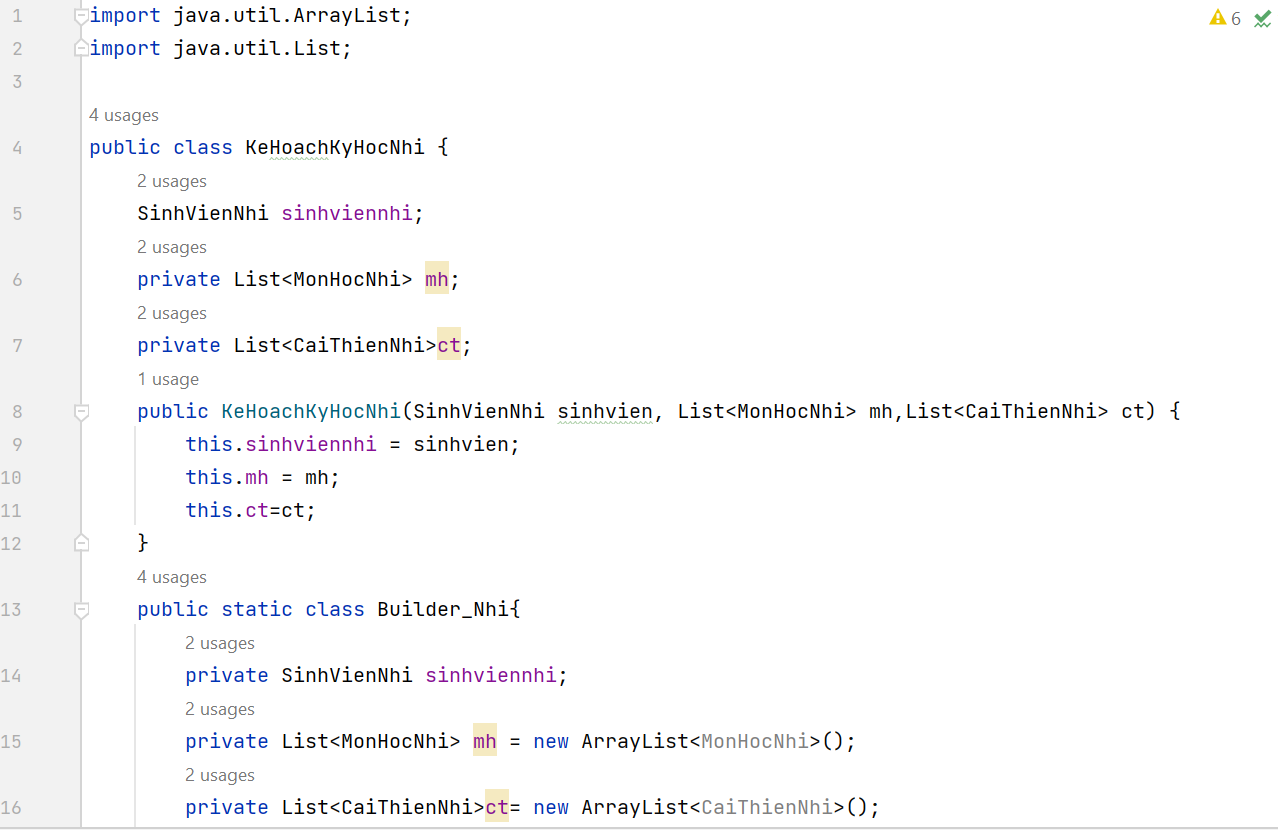 1 import java.util.ArrayList;
6
2 import java.util.List;
3
4 usages
4 public class KeHoachKyHocNhi {
2 usages
5 SinhVienNhi sinhviennhi;
2 usages
6 private List<MonHocNhi> mh;
2 usages
7 private List<CaiThienNhi>ct;
1 usage
8 public KeHoachKyHocNhi(SinhVienNhi sinhvien, List<MonHocNhi> mh,List<CaiThienNhi> ct) {
9 this.sinhviennhi = sinhvien;
10 this.mh = mh;
11 this.ct=ct;
12 }
4 usages
13 public static class Builder_Nhi{
2 usages
14 private SinhVienNhi sinhviennhi;
2 usages
15 private List<MonHocNhi> mh = new ArrayList<MonHocNhi>();
2 usages
16 private List<CaiThienNhi>ct= new ArrayList<CaiThienNhi>();